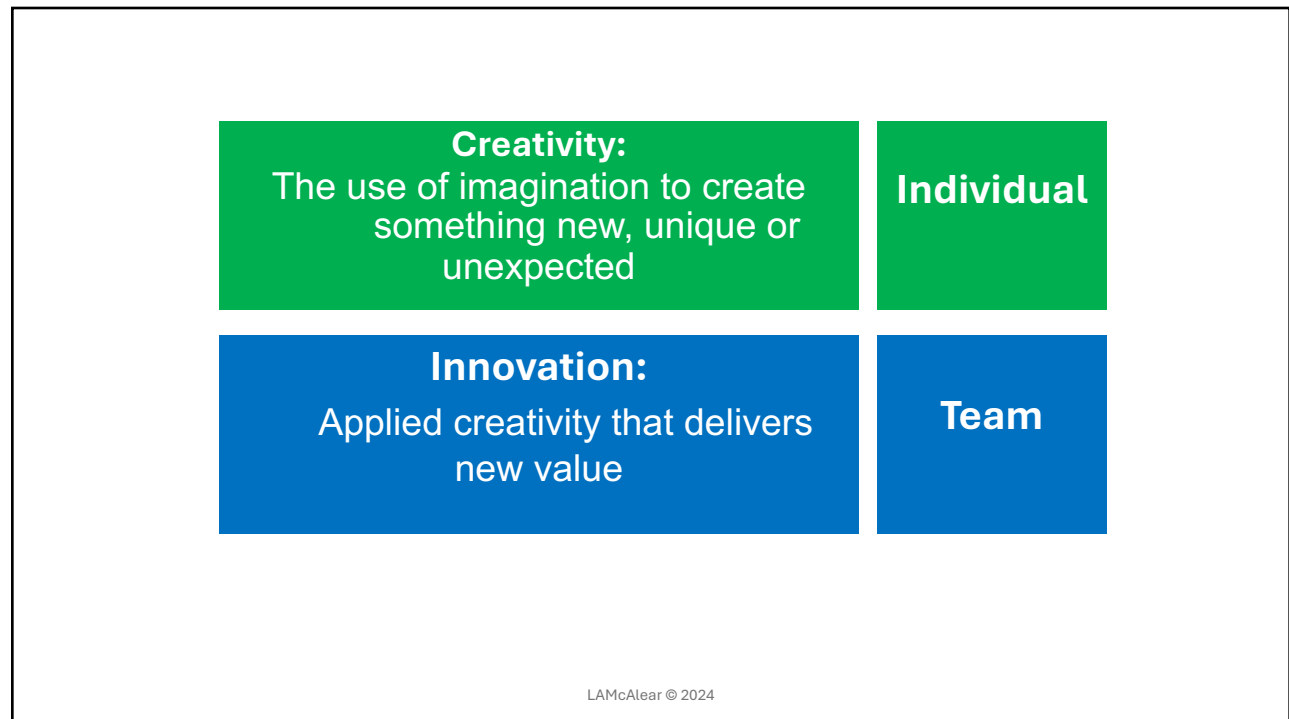 Creativity:
The use of imagination to create
something new, unique or
unexpected
Individual
Innovation:
Applied creativity that delivers
new value
Team
LAMcAlear © 2024